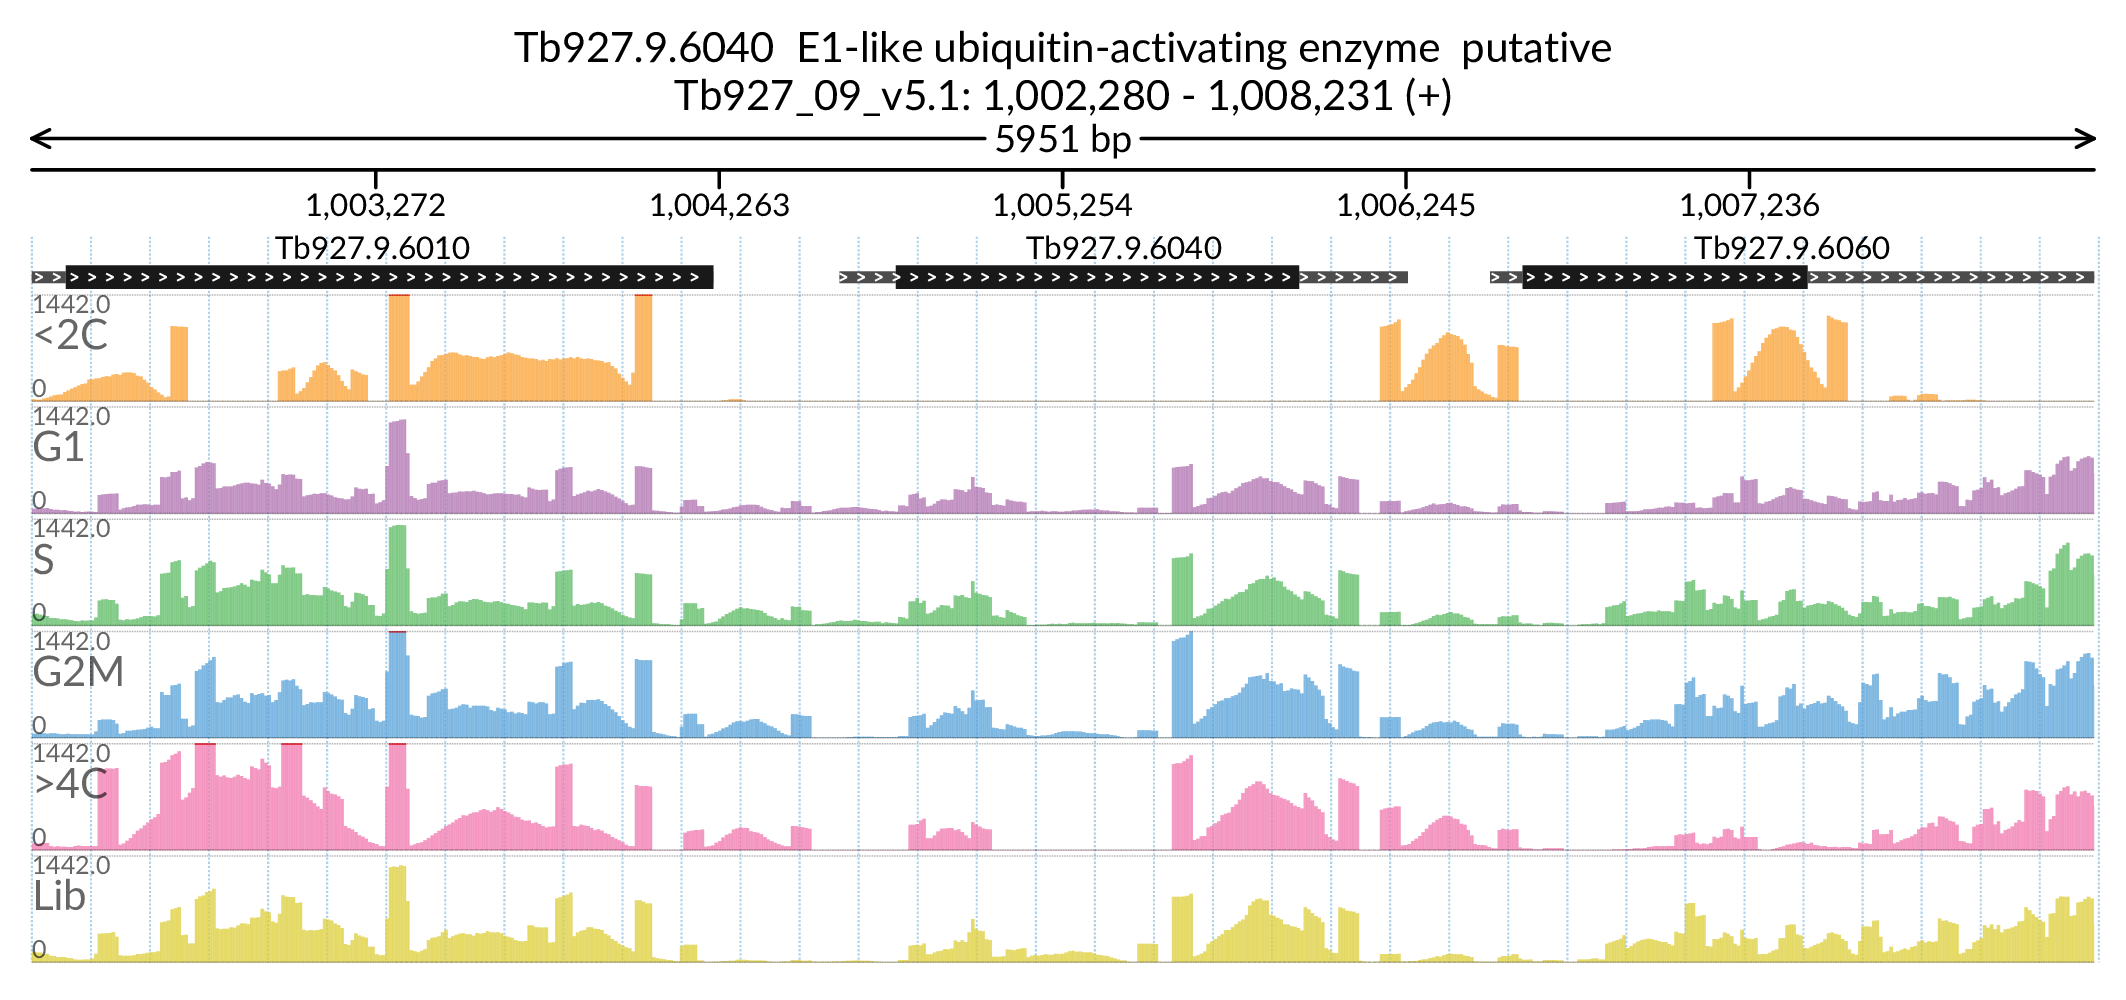 Tb927.9.6040  E1-like ubiquitin-activating enzyme  putative
Tb927_09_v5.1: 1,002,280 - 1,008,231 (+)
5951 bp
1,003,272 1,004,263 1,005,254 1,006,245 1,007,236
Tb927.9.6010 Tb927.9.6040 Tb927.9.6060
1442.0
<2C
0
1442.0
G1
0
1442.0
S
0
1442.0
G2M
0
1442.0
>4C
0
1442.0
Lib
0